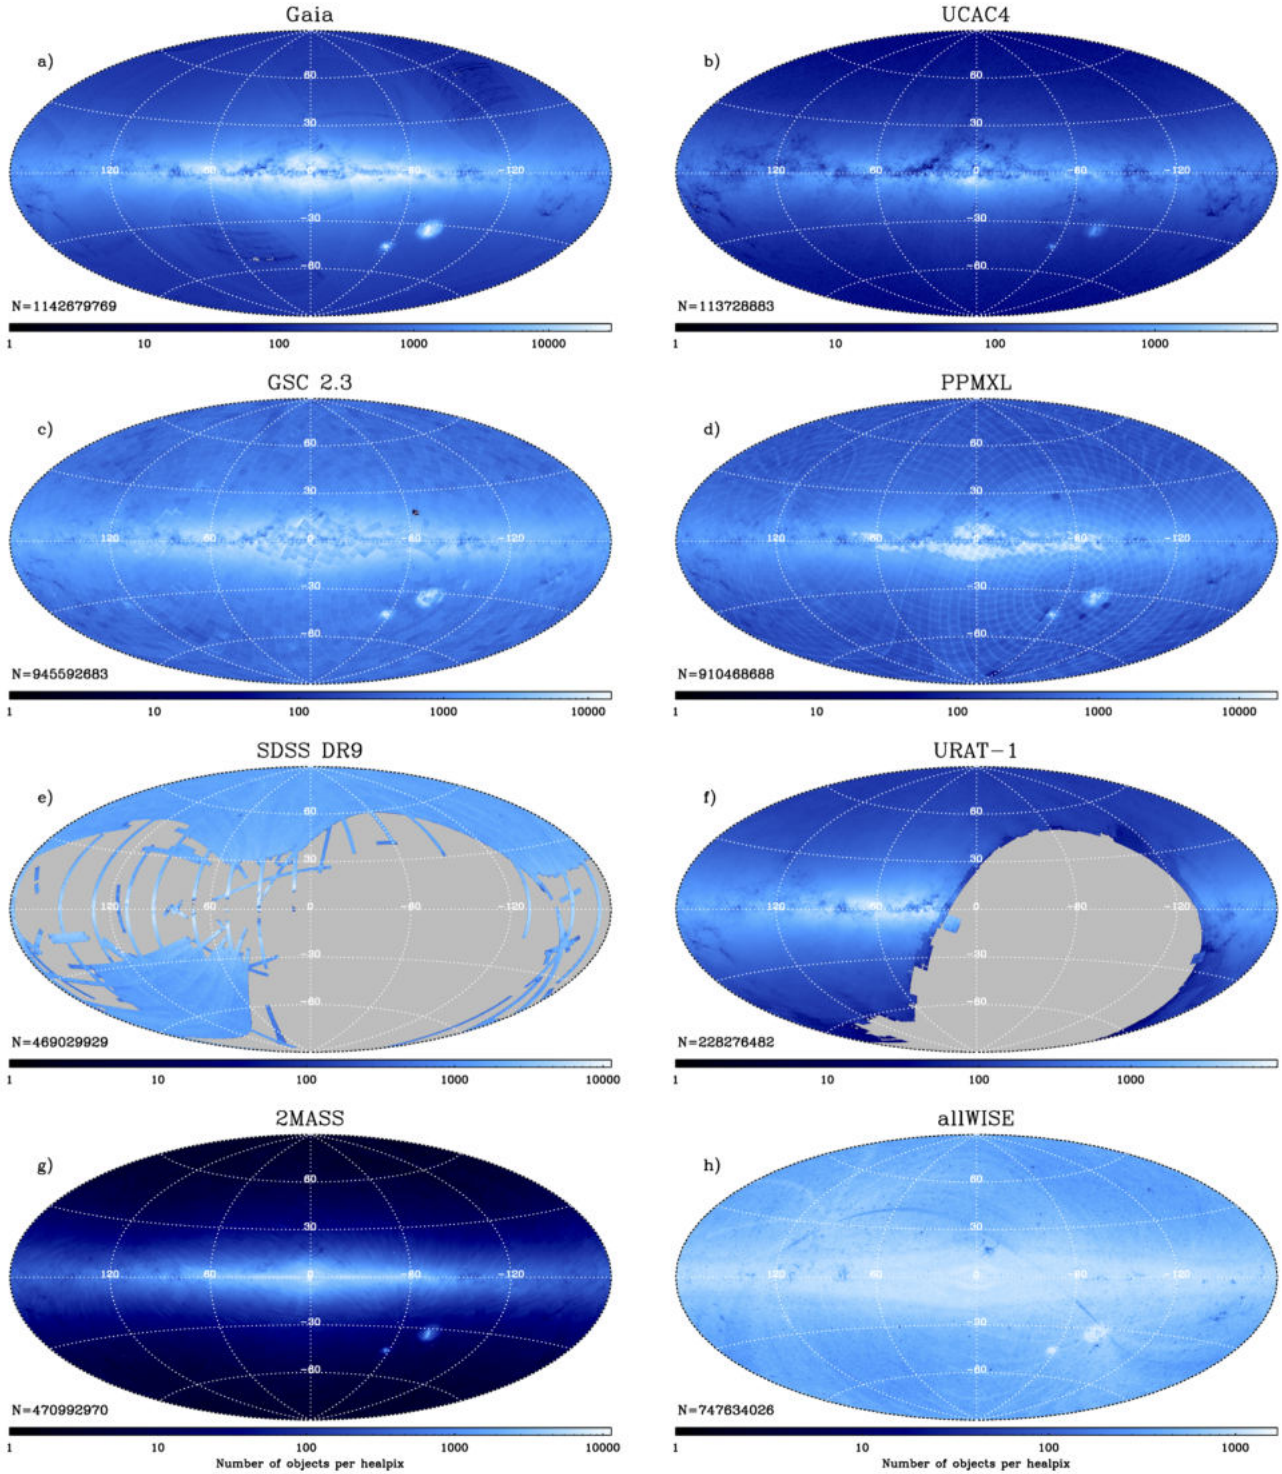 Gaia
a)
60
30
120 60 0 -60 -120
-30
-60
N=1142679769
1 10 100 1000 10000
UCAC4
b)
60
30
120 60 0 -60 -120
-30
-60
N=113728883
1 10 100 1000
GSC 2.3
c)
60
30
120 60 0 -60 -120
-30
-60
N=945592683
1 10 100 1000 10000
PPMXL
d)
60
30
120 60 0 -60 -120
-30
-60
N=910468688
1 10 100 1000 10000
SDSS DR9
e)
60
30
120 60 0 -60 -120
-30
-60
N=469029929
1 10 100 1000 10000
URAT-1
f)
60
30
120 60 0 -60 -120
-30
-60
N=228276482
1 10 100 1000
2MASS
g)
60
30
120 60 0 -60 -120
-30
-60
N=470992970
1 10 100 1000 10000
Number of objects per healpix
allWISE
h)
60
30
120 60 0 -60 -120
-30
-60
N=747634026
1 10 100 1000
Number of objects per healpix